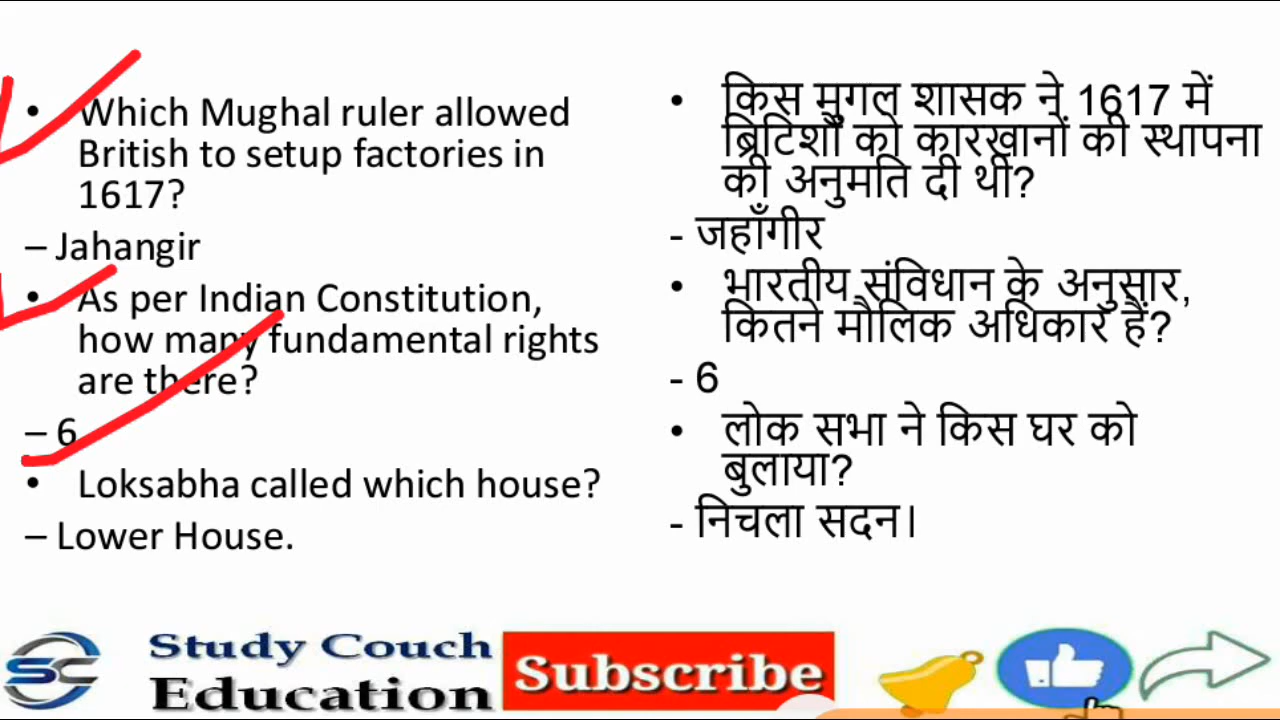 • Which Mughal ruler allowed
British to setup factories in
1617?
– Jahangir
• As per Indian Constitution,
how many fundamental rights
are there?
– 6
• Loksabha called which house?
– Lower House.
• किस मुगल शासक ने 1617 में
ब्रिटिशों को कारखानों की स्थापना
की अनुमति दी थी?
- जहाँगीर
• भारतीय संविधान के अनुसार,
कितने मौलिक अधिकार हैं?
- 6
• लोक सभा ने किस घर को
बुलाया?
- निचला सदन।
SC
Study Couch
Education
Subscribe